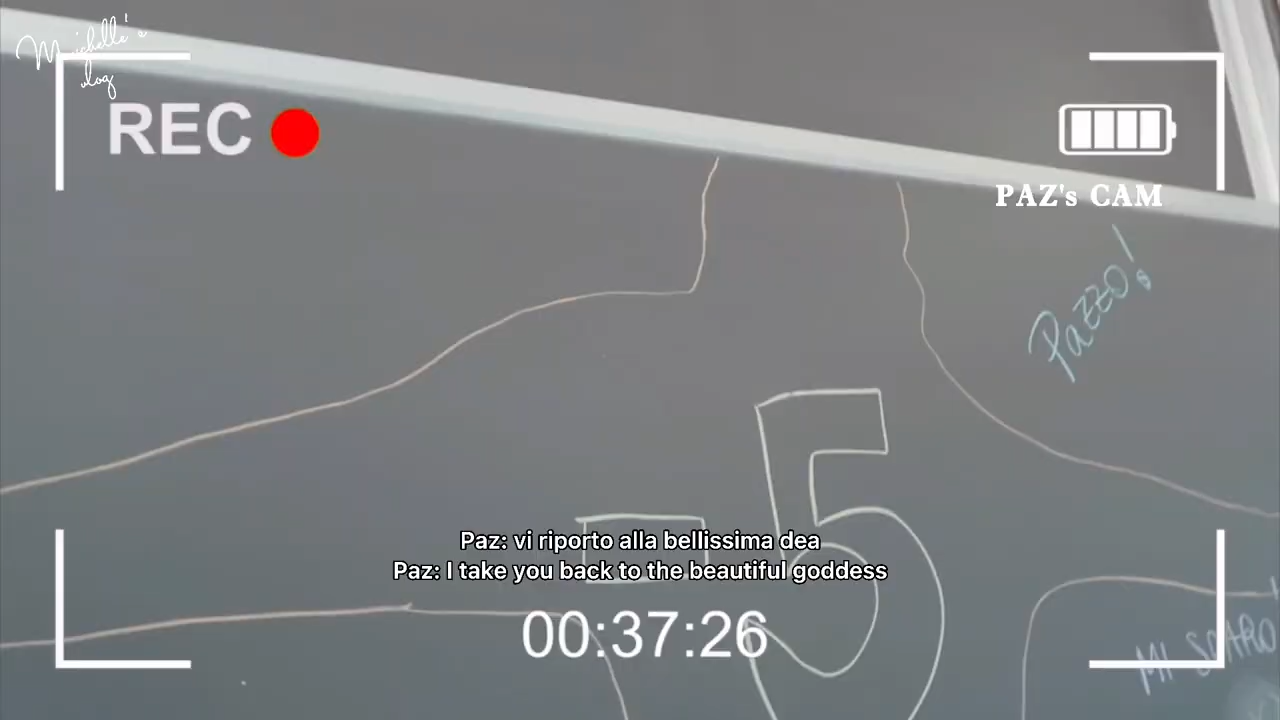 Michelle's
vlog
REC
PAZ's CAM
Pazzo!
5
Paz: vi riporto alla bellissima dea
Paz: I take you back to the beautiful goddess
00:37:26
MI SPARO